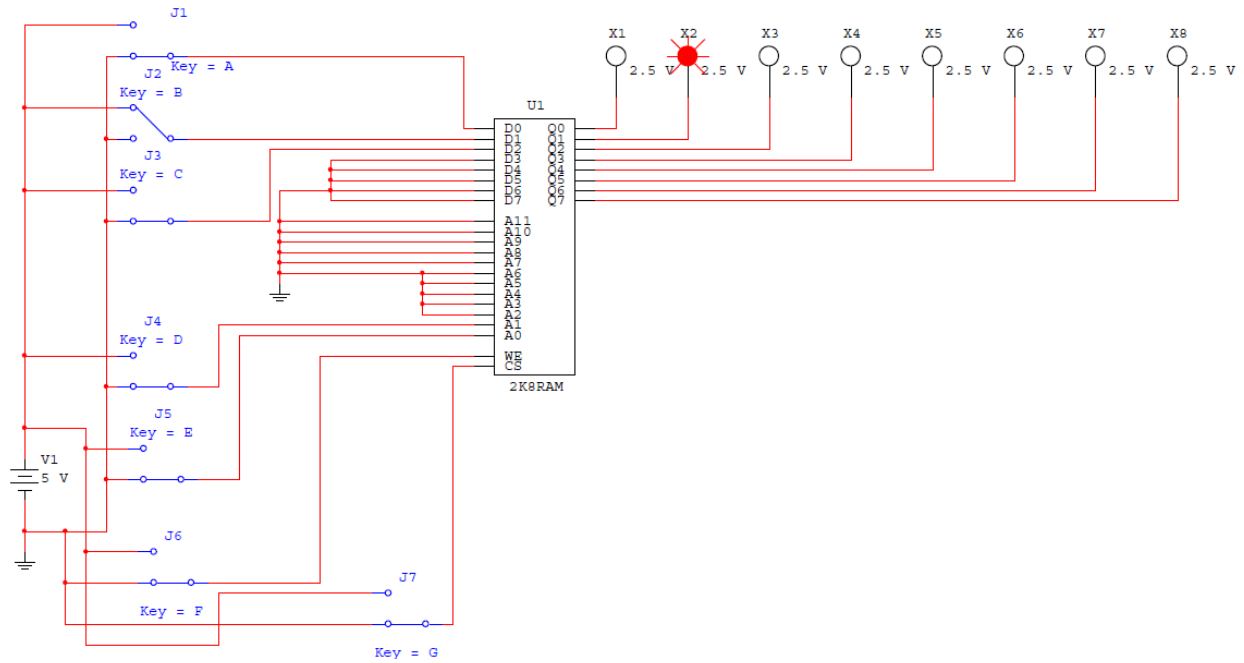 J1
Key = A
J2
Key = B
J3
Key = C
X1 X2 X3 X4 X5 X6 X7 X8
2.5 V 2.5 V 2.5 V 2.5 V 2.5 V 2.5 V 2.5 V 2.5 V
U1
D0 Q0
D1 Q1
D2 Q2
D3 Q3
D4 Q4
D5 Q5
D6 Q6
D7 Q7
A11
A10
A9
A8
A7
A6
A5
A4
A3
A2
A1
A0
WE
CS
2K8RAM
J4
Key = D
J5
Key = E
V1
5 V
J6
Key = F
J7
Key = G